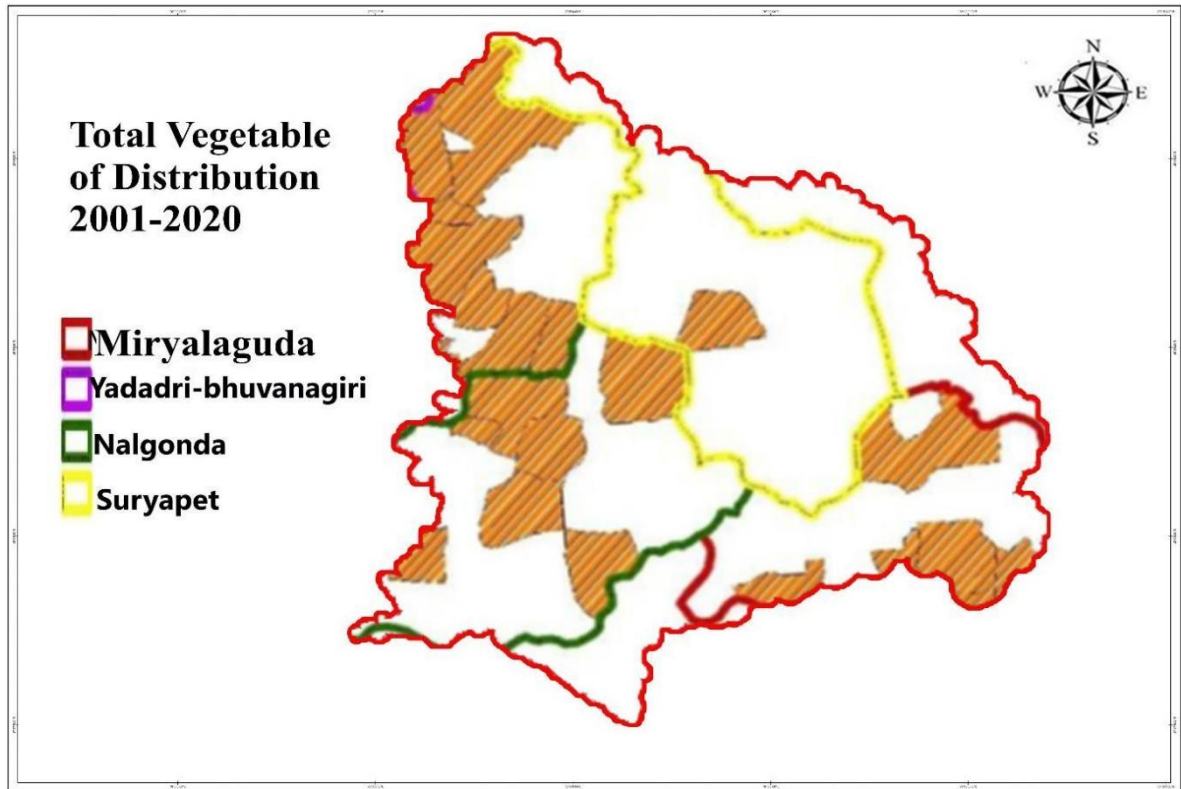 Total Vegetable
of Distribution
2001-2020
N
W
E
S
Miryalaguda
Yadadri-bhuvanagiri
Nalgonda
Suryapet